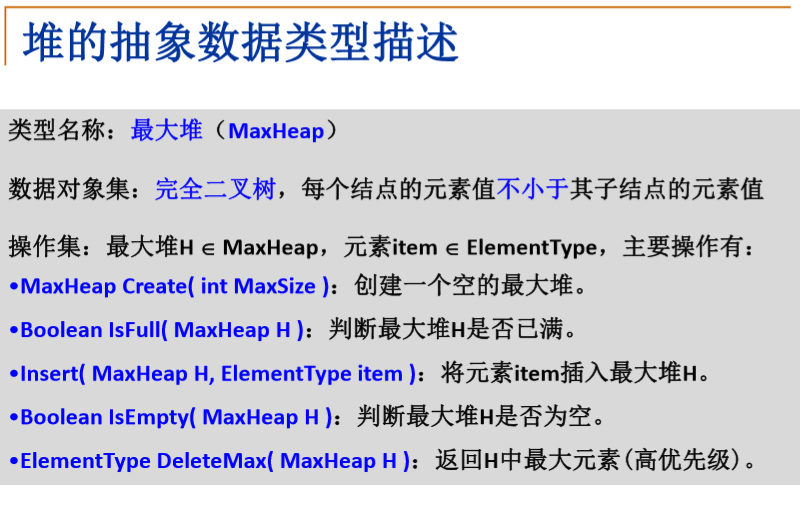 堆的抽象数据类型描述
类型名称：最大堆（MaxHeap）
数据对象集：完全二叉树，每个结点的元素值不小于其子结点的元素值
操作集：最大堆H ∈ MaxHeap，元素item ∈ ElementType，主要操作有：
•MaxHeap Create( int MaxSize )：创建一个空的最大堆。
•Boolean IsFull( MaxHeap H )：判断最大堆H是否已满。
•Insert( MaxHeap H, ElementType item )：将元素item插入最大堆H。
•Boolean IsEmpty( MaxHeap H )：判断最大堆H是否为空。
•ElementType DeleteMax( MaxHeap H )：返回H中最大元素(高优先级)。